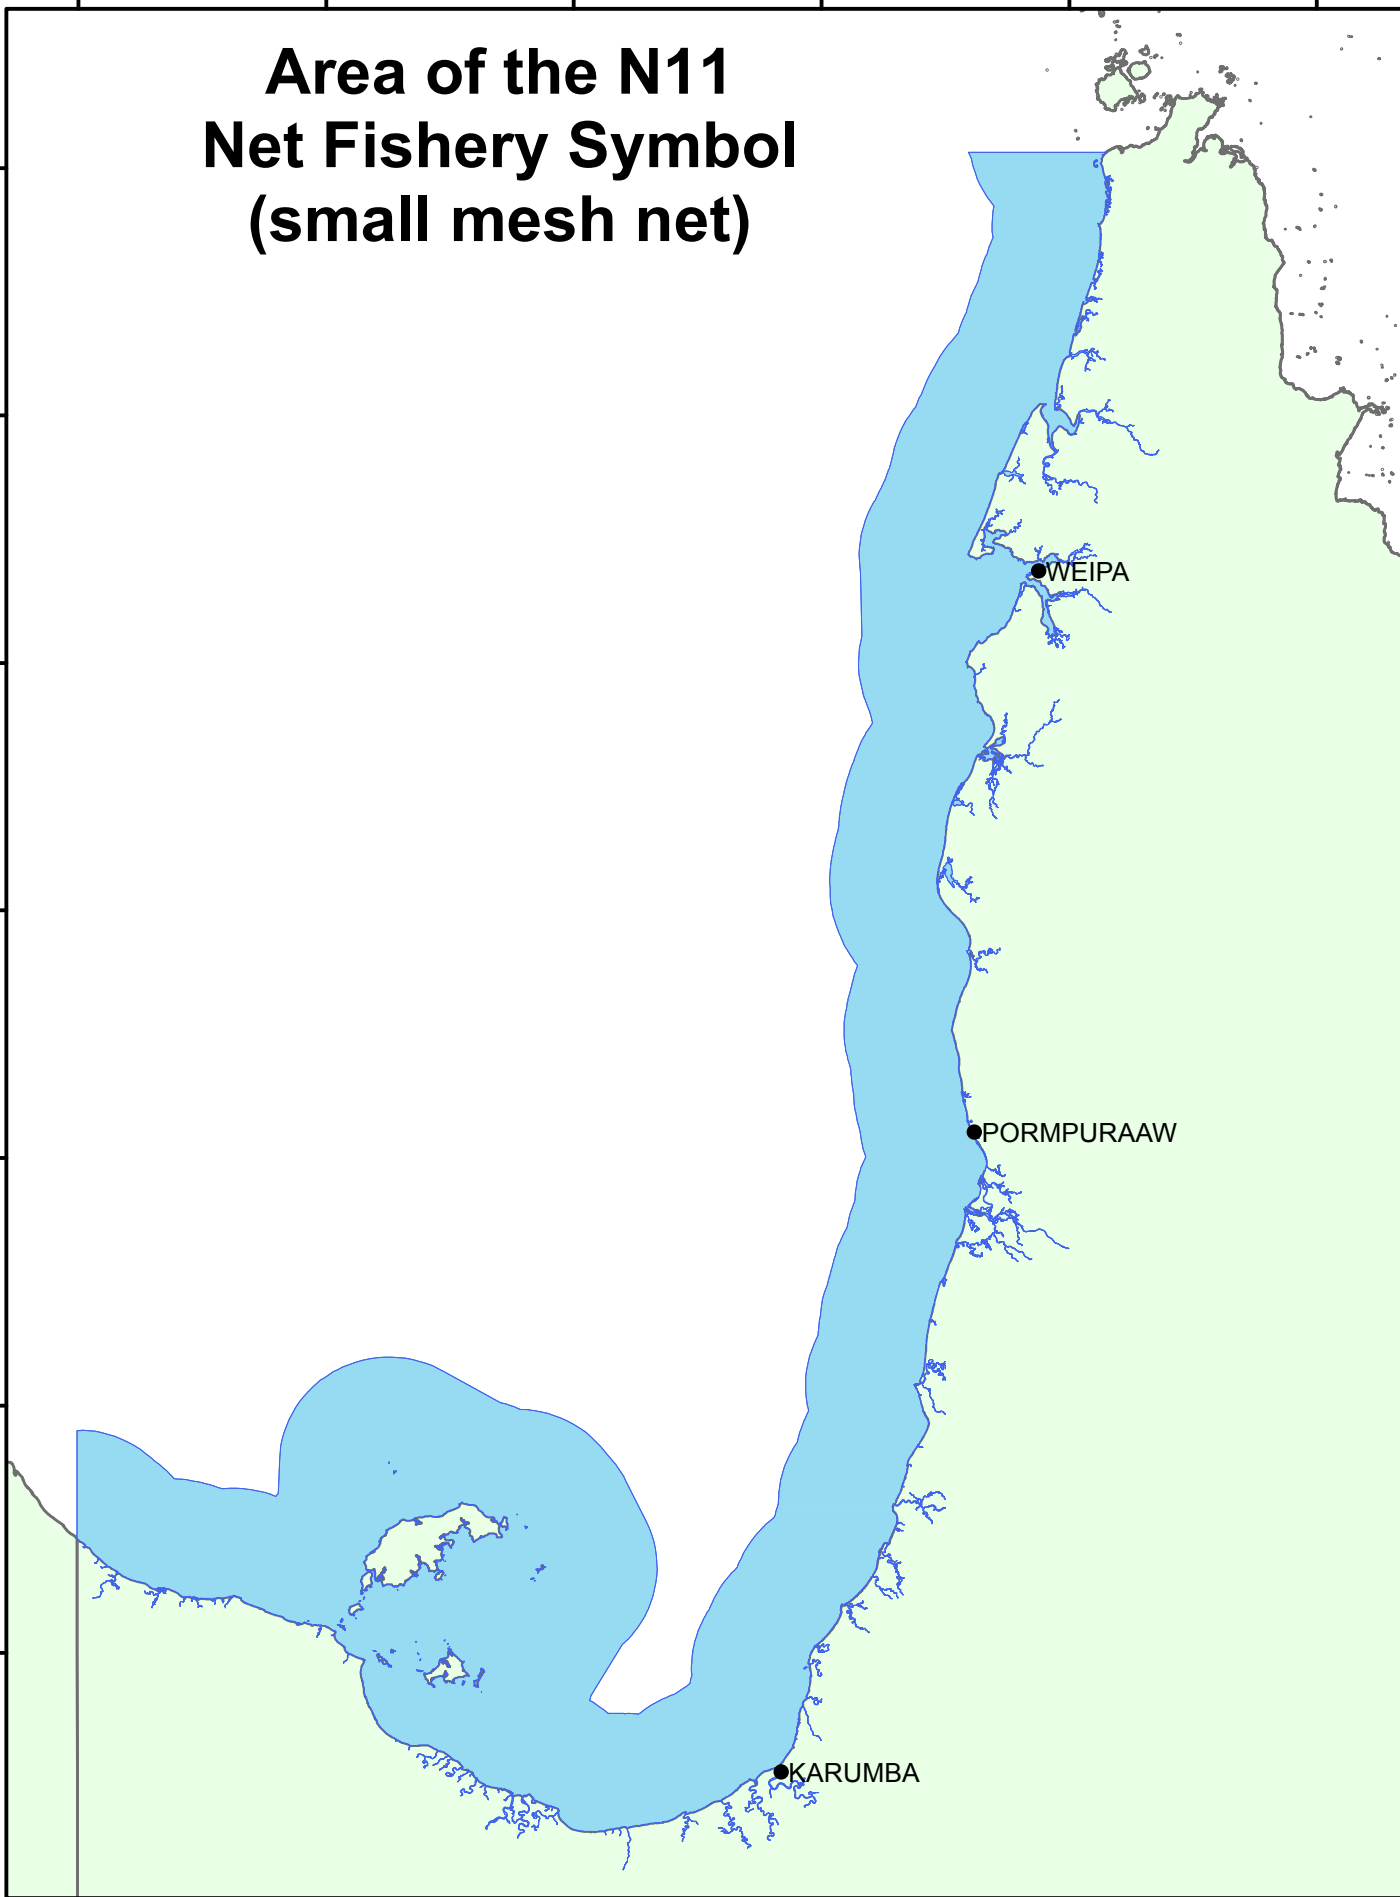 Area of the N11
Net Fishery Symbol
(small mesh net)
WEIPA
PORMPURAAW
KARUMBA